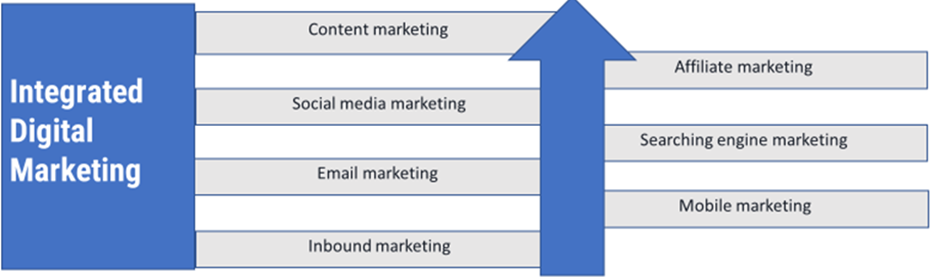 Integrated
Digital
Marketing
Content marketing
Social media marketing
Email marketing
Inbound marketing
Affiliate marketing
Searching engine marketing
Mobile marketing